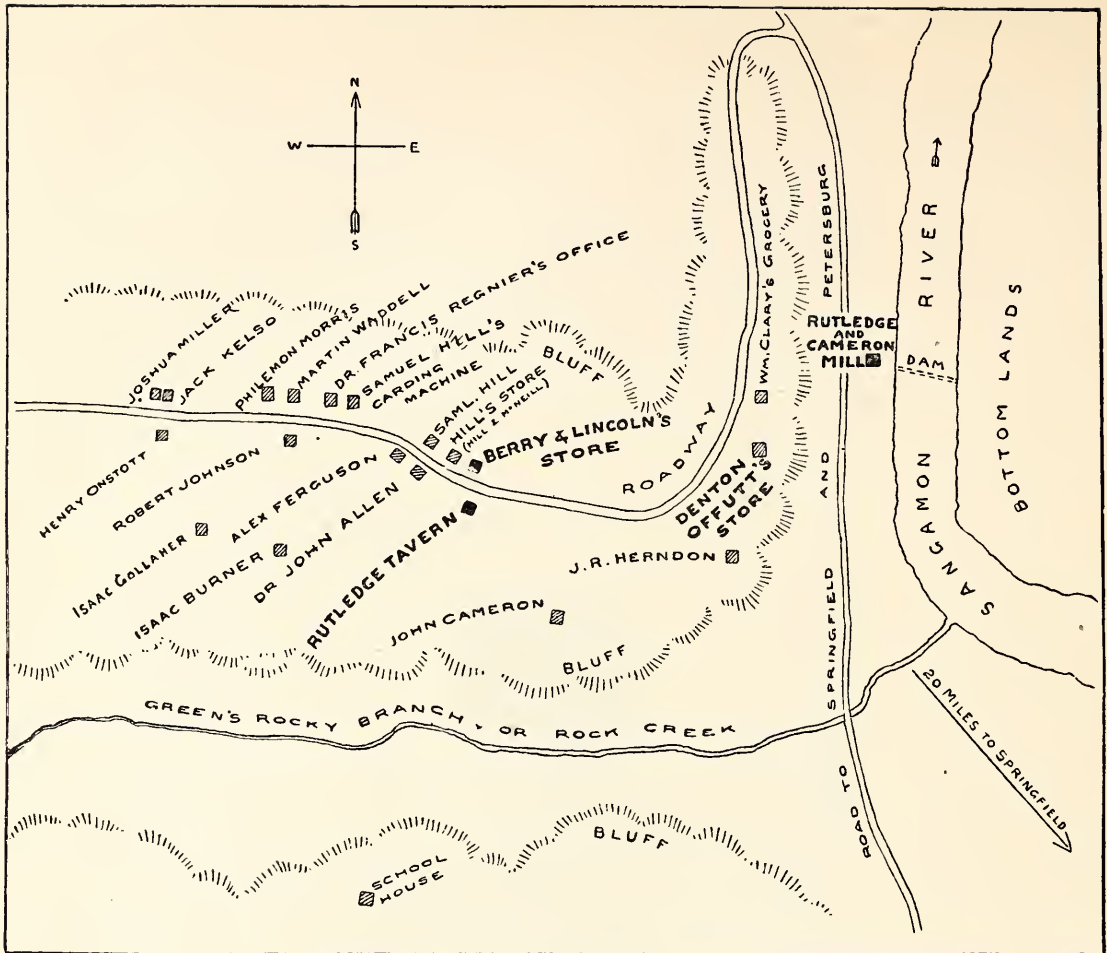 N
W E
S
JOSHUA MILLER
JACK KELSO
PHILEMON MORRIS
MARTIN WADDELL
DR. FRANCIS REGNIER'S OFFICE
SAMUEL HILL'S
CARDING
MACHINE
SAML. HILL
HILL'S STORE
(HILL & McNEILL)
BERRY & LINCOLN'S
STORE
BLUFF
ROADWAY
WM. CLARY'S GROCERY
DENTON
OFFUTT'S
STORE
J.R. HERNDON
HENRY ONSTOTT
ROBERT JOHNSON
ISAAC GOLLAHER
ALEX FERGUSON
ISAAC BURNER
DR JOHN ALLEN
RUTLEDGE TAVERN
JOHN CAMERON
BLUFF
RUTLEDGE
AND
CAMERON
MILL
DAM
SANGAMON RIVER
BOTTOM LANDS
ROAD TO SPRINGFIELD AND PETERSBURG
GREEN'S ROCKY BRANCH, OR ROCK CREEK
20 MILES TO SPRINGFIELD
BLUFF
SCHOOL
HOUSE